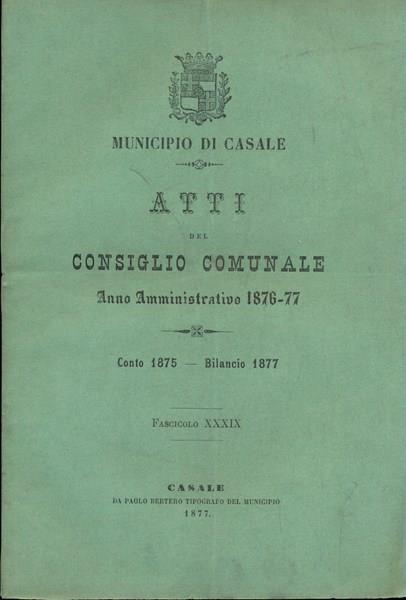 MUNICIPIO DI CASALE
ATTI
DEL
CONSIGLIO COMUNALE
Anno Amministrativo 1876-77
Conto 1875 — Bilancio 1877
FASCICOLO XXXIX
CASALE
DA PAOLO BERTERO TIPOGRAFO DEL MUNICIPIO
1877.